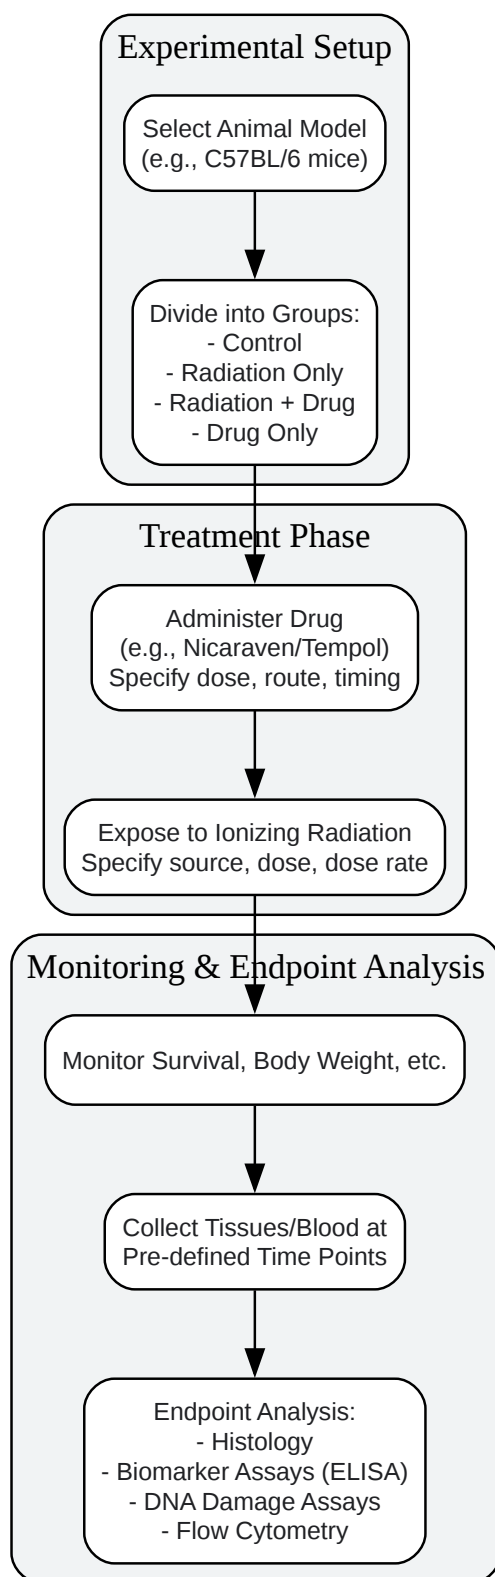 Experimental Setup
Select Animal Model
(e.g., C57BL/6 mice)
Divide into Groups:
- Control
- Radiation Only
- Radiation + Drug
- Drug Only
Treatment Phase
Administer Drug
(e.g., Nicaraven/Tempol)
Specify dose, route, timing
Expose to Ionizing Radiation
Specify source, dose, dose rate
Monitoring & Endpoint Analysis
Monitor Survival, Body Weight, etc.
Collect Tissues/Blood at
Pre-defined Time Points
Endpoint Analysis:
- Histology
- Biomarker Assays (ELISA)
- DNA Damage Assays
- Flow Cytometry